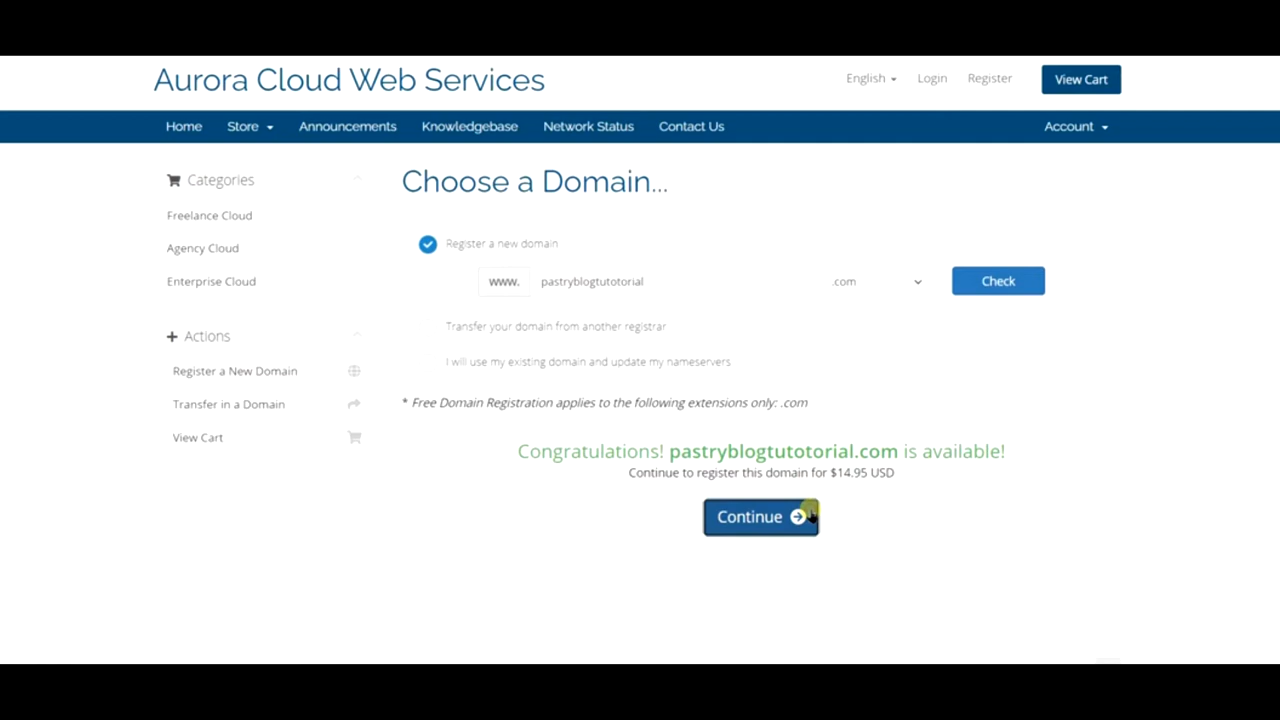 Aurora Cloud Web Services
English
Login
Register
View Cart
Home
Store
Announcements
Knowledgebase
Network Status
Contact Us
Account
Categories
Freelance Cloud
Agency Cloud
Enterprise Cloud
Actions
Register a New Domain
Transfer in a Domain
View Cart
Choose a Domain...
Register a new domain
www. pastryblogtutotorial .com Check
Transfer your domain from another registrar
I will use my existing domain and update my nameservers
* Free Domain Registration applies to the following extensions only: .com
Congratulations! pastryblogtutotorial.com is available!
Continue to register this domain for $14.95 USD
Continue